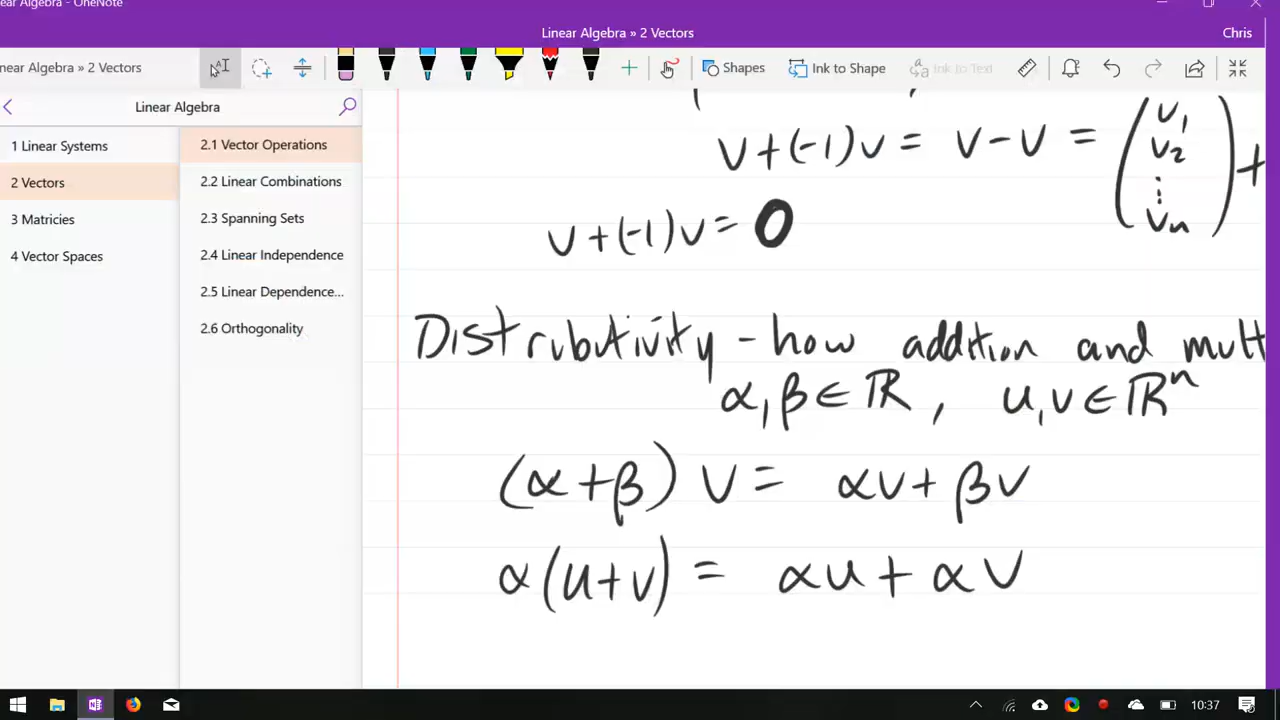 ear Algebra - OneNote
Linear Algebra » 2 Vectors
Chris
near Algebra » 2 Vectors
Shapes
Ink to Shape
Ink to Text
Linear Algebra
1 Linear Systems
2 Vectors
3 Matricies
4 Vector Spaces
2.1 Vector Operations
2.2 Linear Combinations
2.3 Spanning Sets
2.4 Linear Independence
2.5 Linear Dependence...
2.6 Orthogonality
v+(-1)v = v-v = (v₁ v₂ ⋮ vₙ) +
v+(-1)v = 0
Distributivity - how addition and mult
α,β∈ℝ, u,v∈ℝⁿ
(α+β) v = αv+βv
α(u+v) = αu+αv
10:37